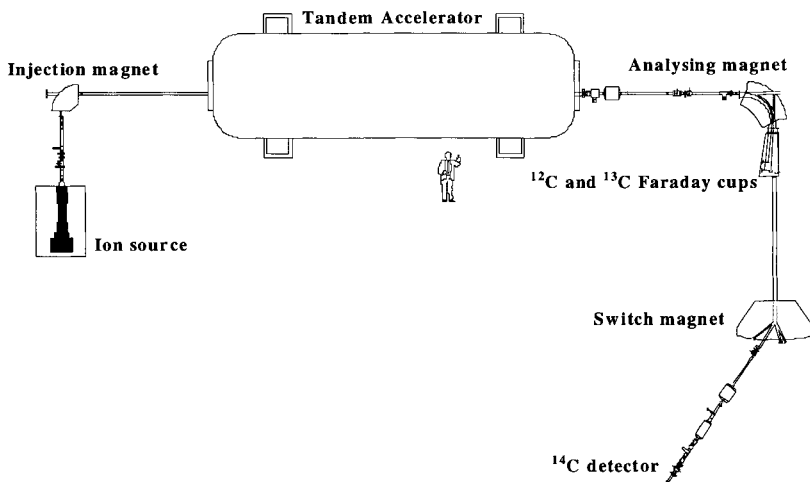 Tandem Accelerator
Injection magnet
Analysing magnet
¹²C and ¹³C Faraday cups
Ion source
Switch magnet
¹⁴C detector